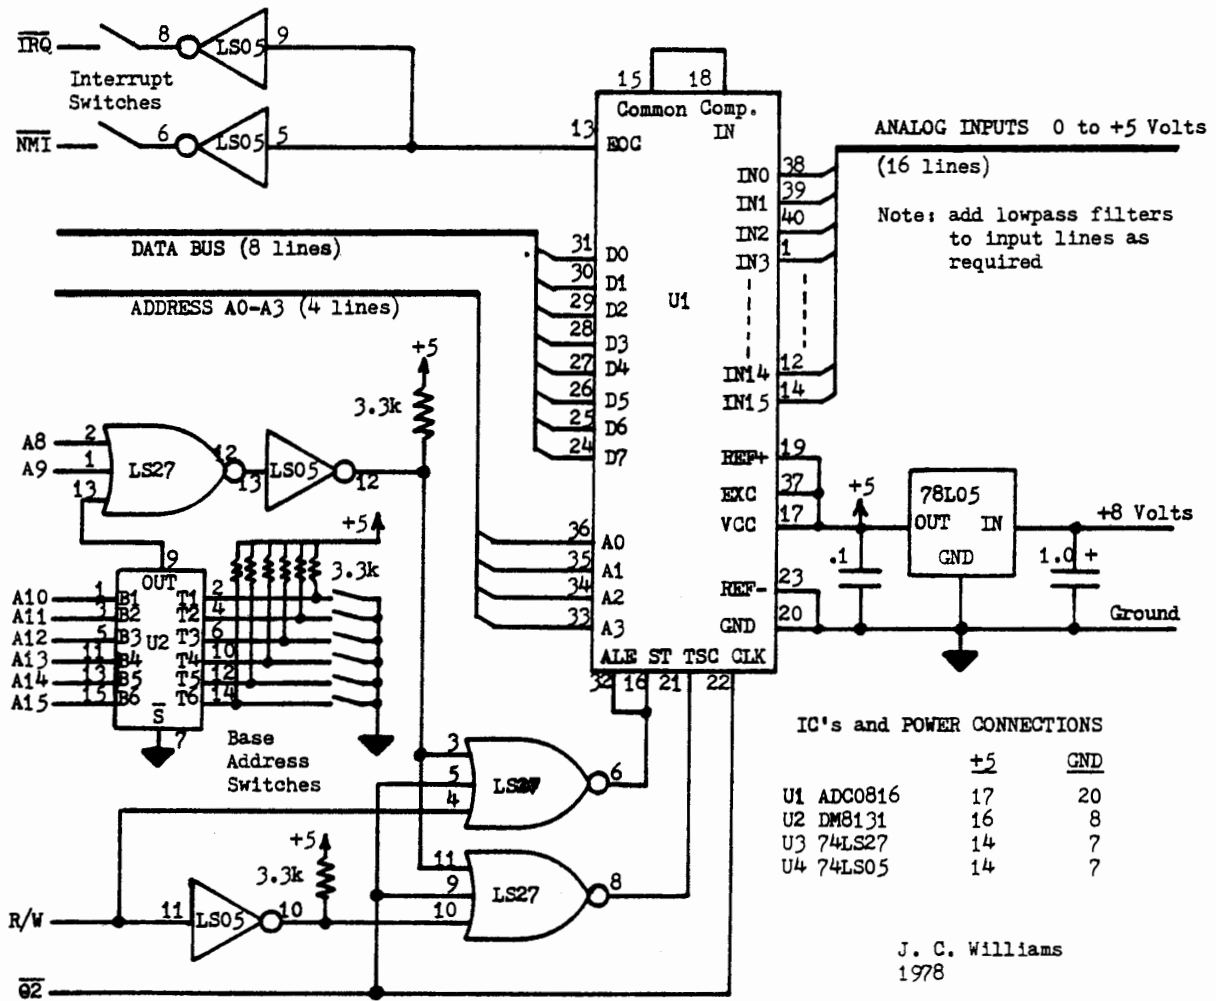 IRQ
8
LS05
9
Interrupt
Switches
NMI
6
LS05
5
15
18
Common Comp.
IN
13
EOC
ANALOG INPUTS 0 to +5 Volts
(16 lines)
Note: add lowpass filters
to input lines as
required
IN0
38
IN1
39
IN2
40
IN3
1
IN14
12
IN15
14
DATA BUS (8 lines)
ADDRESS A0-A3 (4 lines)
31
D0
30
D1
29
D2
28
D3
27
D4
26
D5
25
D6
24
D7
U1
+5
3.3k
A8
2
A9
1
13
LS27
12
13
LS05
12
REF+
19
EXC
37
VCC
17
+5
78L05
OUT
IN
GND
+8 Volts
.1
1.0 +
REF-
23
GND
20
Ground
36
A0
35
A1
34
A2
33
A3
ALE ST TSC CLK
32
16
21
22
+5
3.3k
9
OUT
A10
1
B1
T1
2
A11
3
B2
T2
4
A12
5
B3
U2
T3
6
A13
11
B4
T4
10
A14
13
B5
T5
12
A15
15
B6
T6
14
S
7
Base
Address
Switches
3
5
4
LS27
6
+5
3.3k
11
9
10
LS27
8
R/W
11
LS05
10
Θ2
IC's and POWER CONNECTIONS
+5 GND
U1 ADC0816 17 20
U2 DM8131 16 8
U3 74LS27 14 7
U4 74LS05 14 7
J. C. Williams
1978